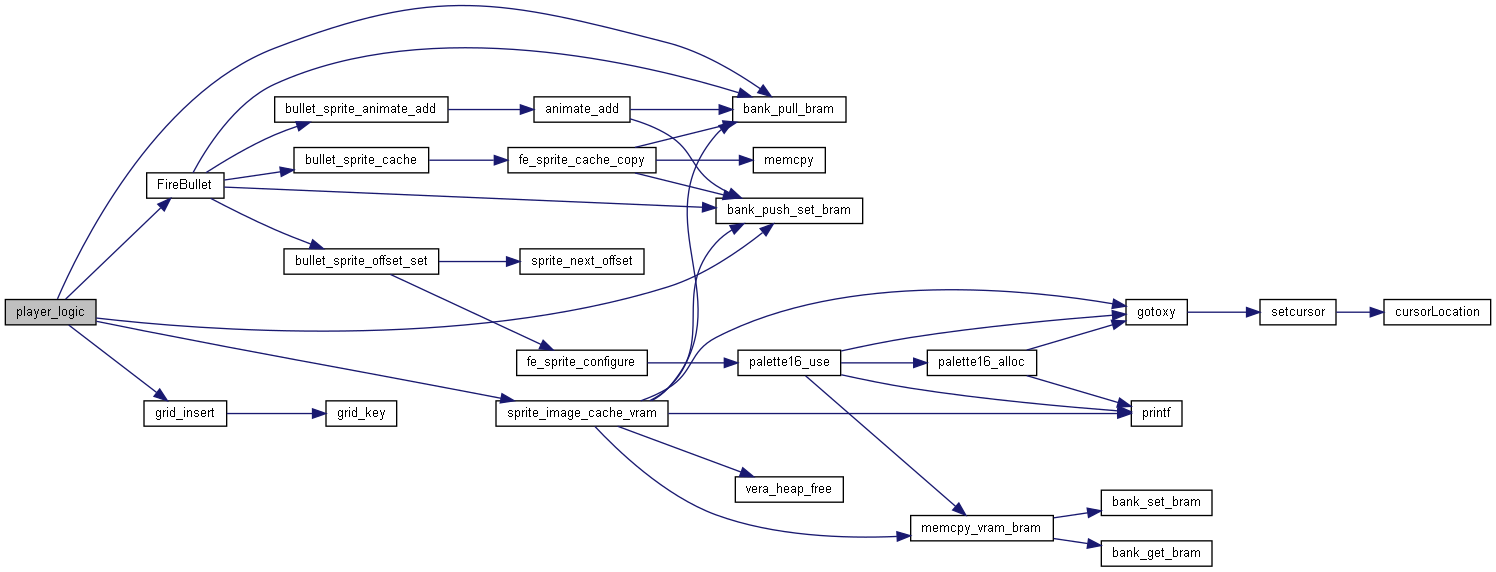 player_logic
FireBullet
grid_insert
bullet_sprite_animate_add
bullet_sprite_cache
bullet_sprite_offset_set
grid_key
animate_add
fe_sprite_cache_copy
sprite_next_offset
fe_sprite_configure
sprite_image_cache_vram
bank_pull_bram
memcpy
bank_push_set_bram
palette16_use
vera_heap_free
palette16_alloc
memcpy_vram_bram
gotoxy
printf
bank_set_bram
bank_get_bram
setcursor
cursorLocation